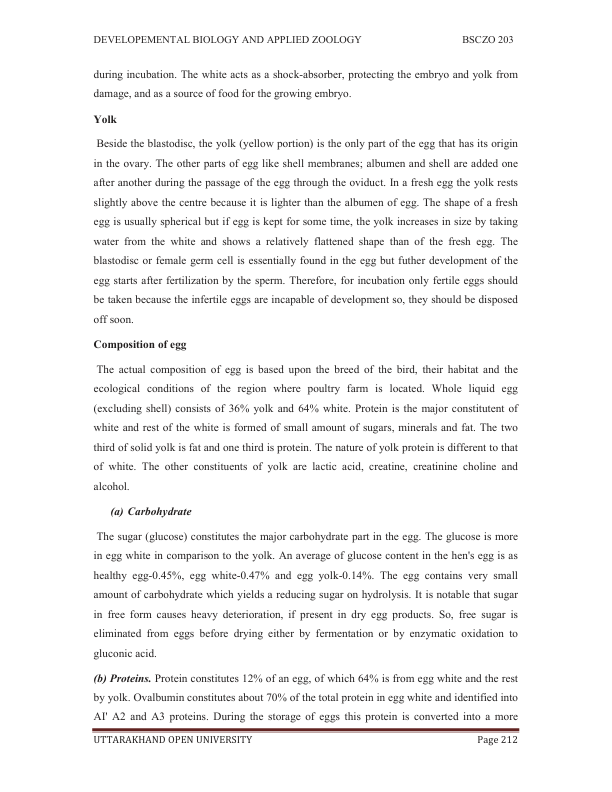 DEVELOPEMENTAL BIOLOGY AND APPLIED ZOOLOGY BSCZO 203
during incubation. The white acts as a shock-absorber, protecting the embryo and yolk from
damage, and as a source of food for the growing embryo.
Yolk
Beside the blastodisc, the yolk (yellow portion) is the only part of the egg that has its origin
in the ovary. The other parts of egg like shell membranes; albumen and shell are added one
after another during the passage of the egg through the oviduct. In a fresh egg the yolk rests
slightly above the centre because it is lighter than the albumen of egg. The shape of a fresh
egg is usually spherical but if egg is kept for some time, the yolk increases in size by taking
water from the white and shows a relatively flattened shape than of the fresh egg. The
blastodisc or female germ cell is essentially found in the egg but futher development of the
egg starts after fertilization by the sperm. Therefore, for incubation only fertile eggs should
be taken because the infertile eggs are incapable of development so, they should be disposed
off soon.
Composition of egg
The actual composition of egg is based upon the breed of the bird, their habitat and the
ecological conditions of the region where poultry farm is located. Whole liquid egg
(excluding shell) consists of 36% yolk and 64% white. Protein is the major constitutent of
white and rest of the white is formed of small amount of sugars, minerals and fat. The two
third of solid yolk is fat and one third is protein. The nature of yolk protein is different to that
of white. The other constituents of yolk are lactic acid, creatine, creatinine choline and
alcohol.
(a) Carbohydrate
The sugar (glucose) constitutes the major carbohydrate part in the egg. The glucose is more
in egg white in comparison to the yolk. An average of glucose content in the hen's egg is as
healthy egg-0.45%, egg white-0.47% and egg yolk-0.14%. The egg contains very small
amount of carbohydrate which yields a reducing sugar on hydrolysis. It is notable that sugar
in free form causes heavy deterioration, if present in dry egg products. So, free sugar is
eliminated from eggs before drying either by fermentation or by enzymatic oxidation to
gluconic acid.
(b) Proteins. Protein constitutes 12% of an egg, of which 64% is from egg white and the rest
by yolk. Ovalbumin constitutes about 70% of the total protein in egg white and identified into
AI' A2 and A3 proteins. During the storage of eggs this protein is converted into a more
UTTARAKHAND OPEN UNIVERSITY Page 212